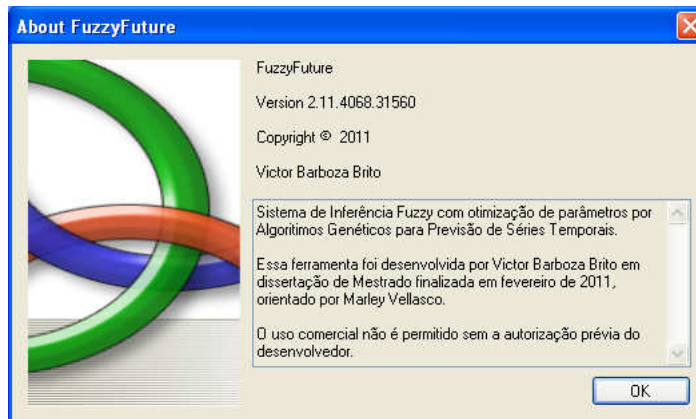 About FuzzyFuture
FuzzyFuture
Version 2.11.4068.31560
Copyright © 2011
Victor Barboza Brito
Sistema de Inferência Fuzzy com otimização de parâmetros por
Algoritimos Genéticos para Previsão de Séries Temporais.
Essa ferramenta foi desenvolvida por Victor Barboza Brito em
dissertação de Mestrado finalizada em fevereiro de 2011,
orientado por Marley Vellasco.
O uso comercial não é permitido sem a autorização prévia do
desenvolvedor.
OK